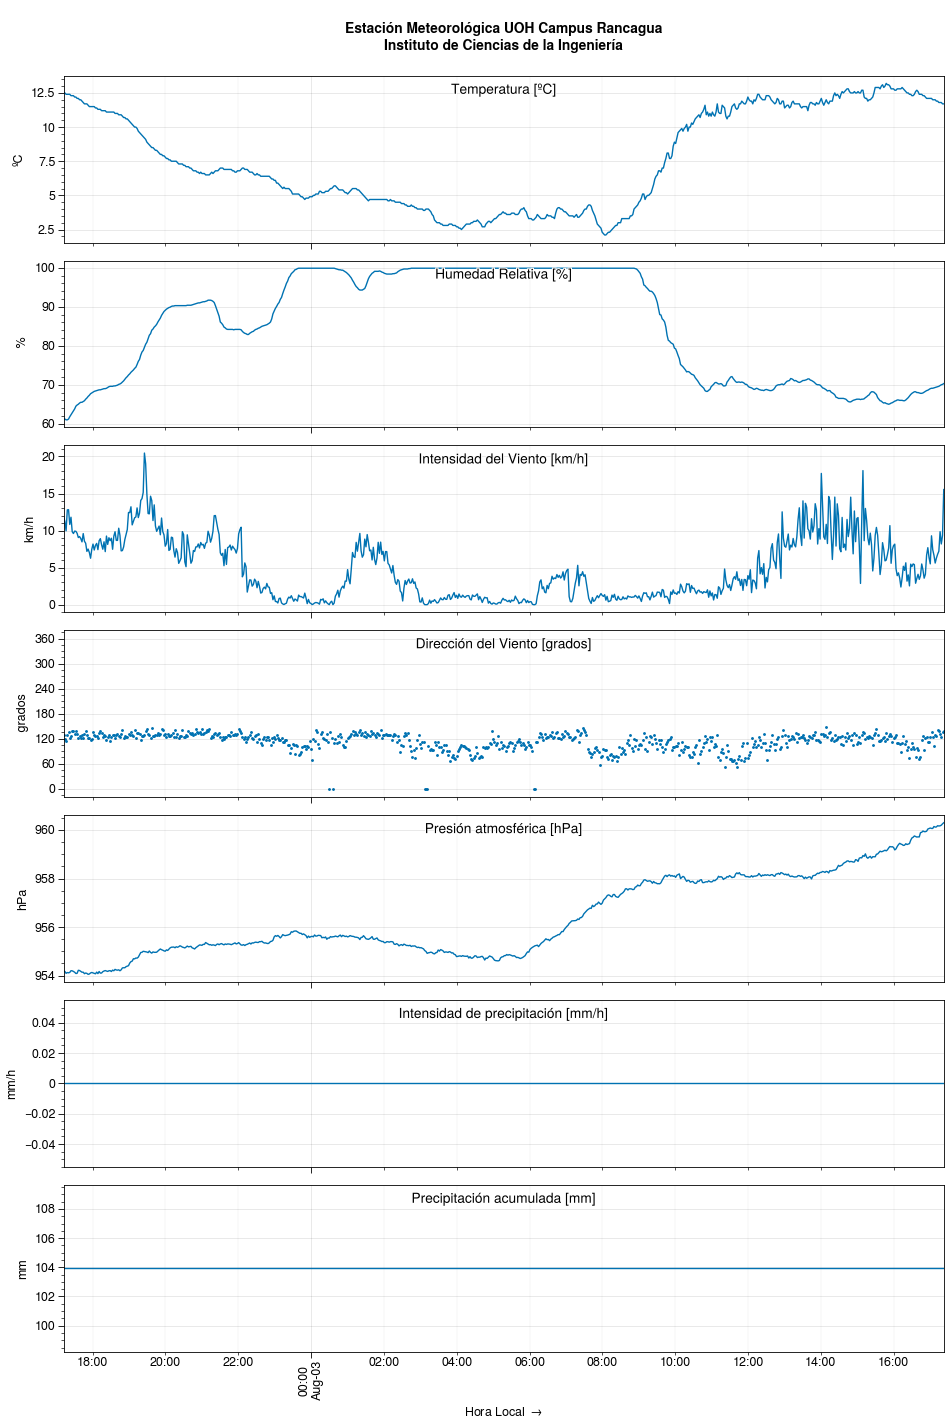 Estación Meteorológica UOH Campus Rancagua
Instituto de Ciencias de la Ingeniería
Temperatura [ºC]
ºC
12.5
10
7.5
5
2.5
Humedad Relativa [%]
%
100
90
80
70
60
Intensidad del Viento [km/h]
km/h
20
15
10
5
0
Dirección del Viento [grados]
grados
360
300
240
180
120
60
0
Presión atmosférica [hPa]
hPa
960
958
956
954
Intensidad de precipitación [mm/h]
mm/h
0.04
0.02
0
−0.02
−0.04
Precipitación acumulada [mm]
mm
108
106
104
102
100
18:00 20:00 22:00 00:00 02:00 04:00 06:00 08:00 10:00 12:00 14:00 16:00
Aug-03
Hora Local →